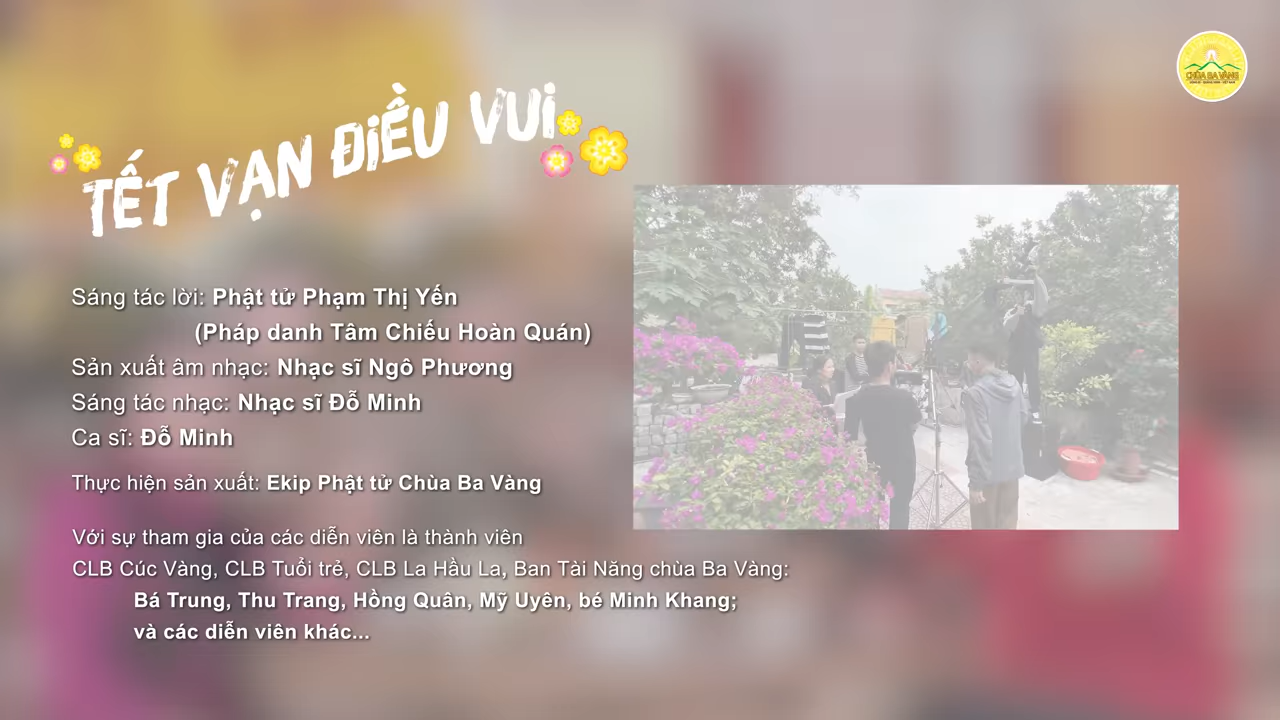 CHÙA BA VÀNG
TẾT VẠN ĐIỀU VUI
Sáng tác lời: Phật tử Phạm Thị Yến
(Pháp danh Tâm Chiếu Hoàn Quán)
Sản xuất âm nhạc: Nhạc sĩ Ngô Phương
Sáng tác nhạc: Nhạc sĩ Đỗ Minh
Ca sĩ: Đỗ Minh
Thực hiện sản xuất: Ekip Phật tử Chùa Ba Vàng
Với sự tham gia của các diễn viên là thành viên
CLB Cúc Vàng, CLB Tuổi trẻ, CLB La Hầu La, Ban Tài Năng chùa Ba Vàng:
Bá Trung, Thu Trang, Hồng Quân, Mỹ Uyên, bé Minh Khang;
và các diễn viên khác...